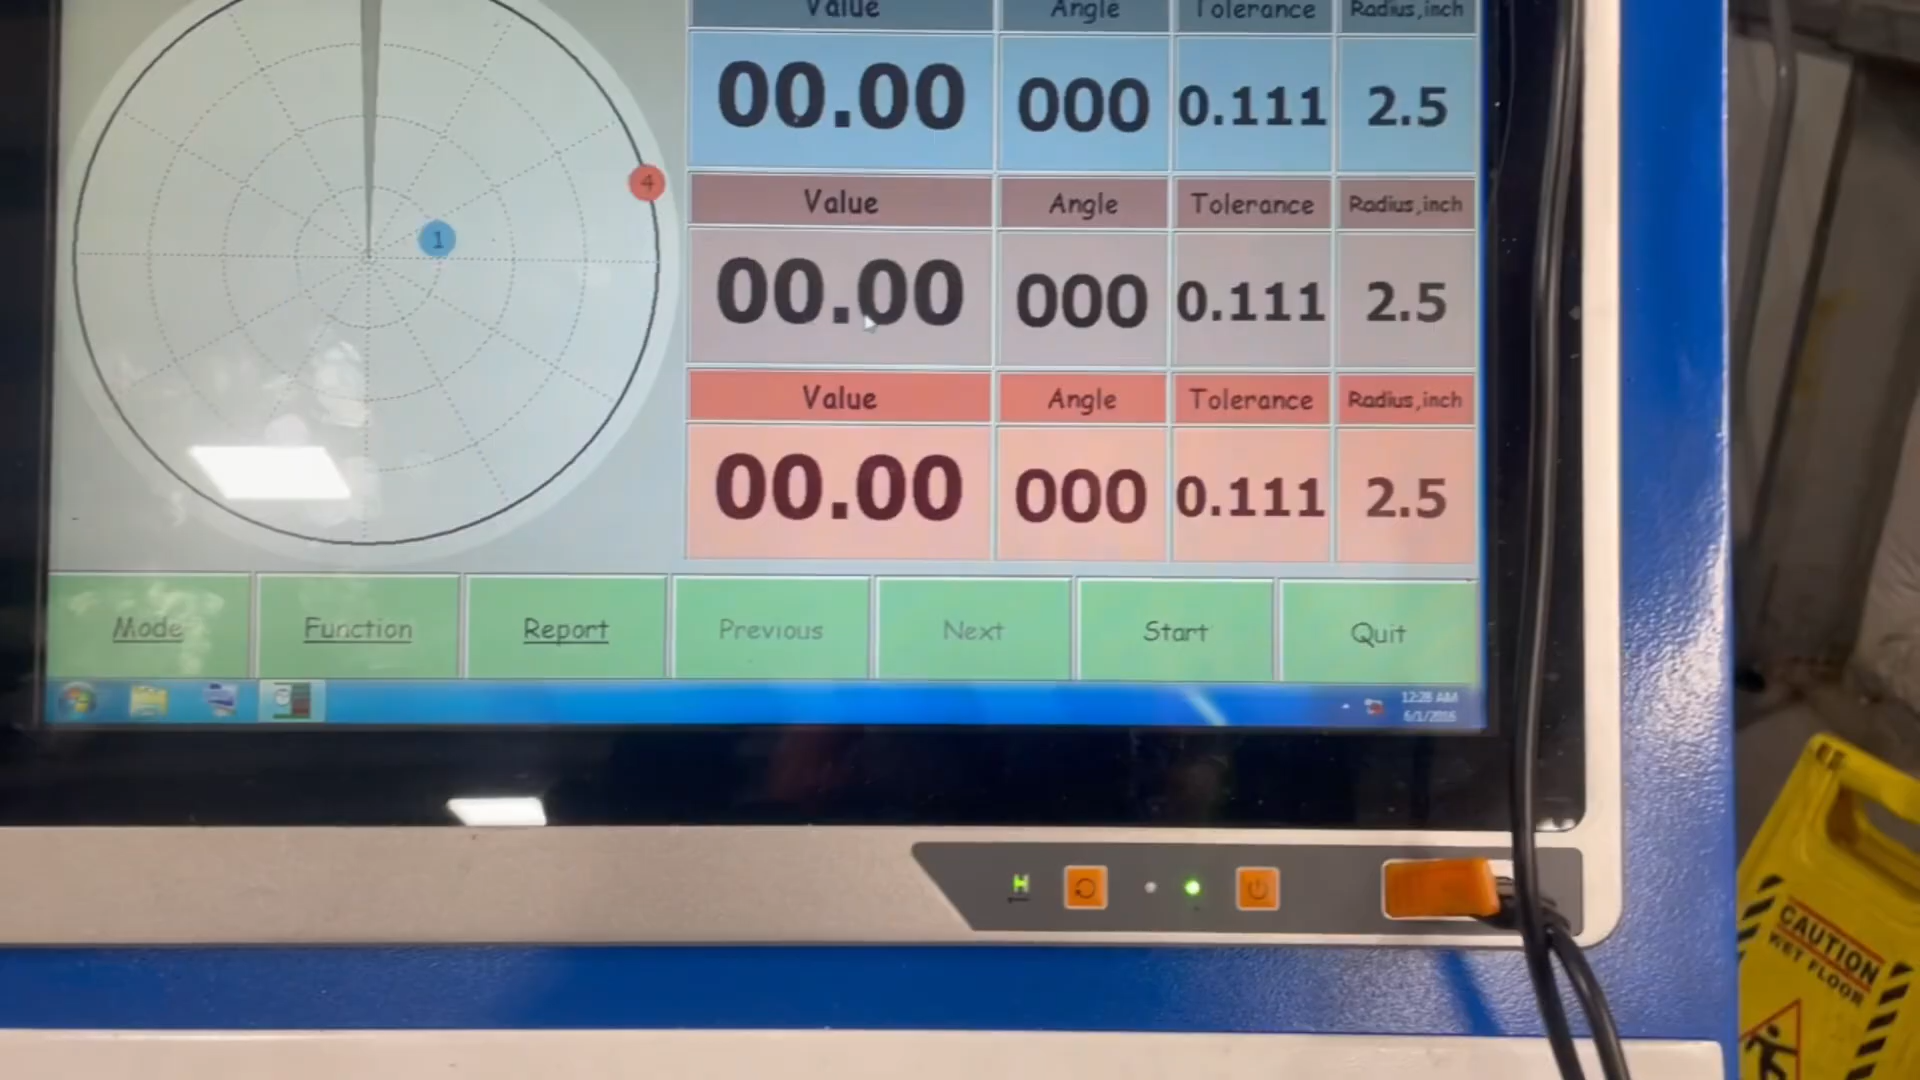 Value Angle Tolerance Radius,inch
00.00 000 0.111 2.5
4
1
Value Angle Tolerance Radius,inch
00.00 000 0.111 2.5
Value Angle Tolerance Radius,inch
00.00 000 0.111 2.5
Mode Function Report Previous Next Start Quit
12:28 AM
6/1/2016
H
CAUTION
WET FLOOR